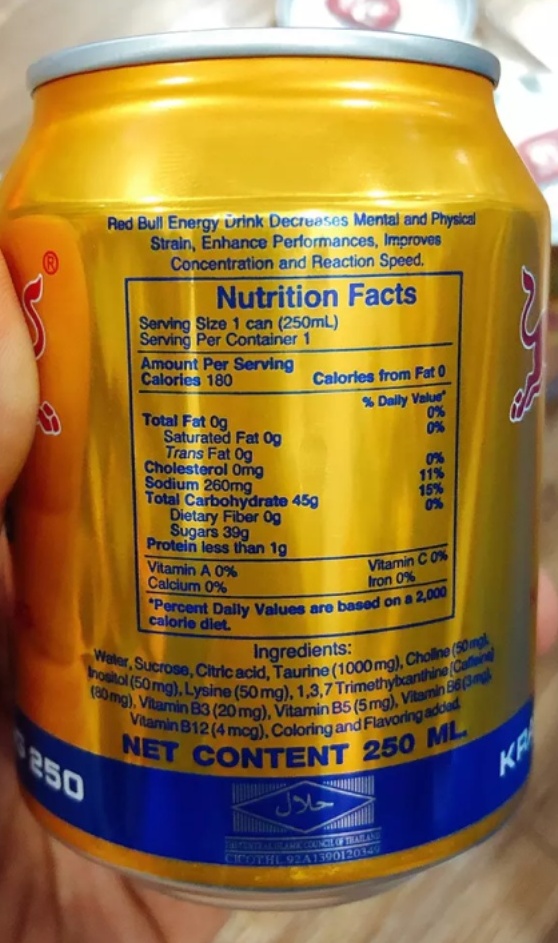 Red Bull Energy Drink Decreases Mental and Physical
Strain, Enhance Performances, Improves
Concentration and Reaction Speed.
®
Nutrition Facts
Serving Size 1 can (250mL)
Serving Per Container 1
Amount Per Serving
Calories 180 Calories from Fat 0
% Daily Value*
Total Fat 0g 0%
Saturated Fat 0g 0%
Trans Fat 0g
Cholesterol 0mg 0%
Sodium 260mg 11%
Total Carbohydrate 45g 15%
Dietary Fiber 0g 0%
Sugars 39g
Protein less than 1g
Vitamin A 0% Vitamin C 0%
Calcium 0% Iron 0%
*Percent Daily Values are based on a 2,000
calorie diet.
Ingredients:
Water, Sucrose, Citric acid, Taurine (1000 mg), Choline (50 mg),
Inositol (50 mg), Lysine (50 mg), 1,3,7 Trimethylxanthine (Caffeine)
(80 mg), Vitamin B3 (20 mg), Vitamin B5 (5 mg), Vitamin B6 (3 mg),
Vitamin B12 (4 mcg), Coloring and Flavoring added.
NET CONTENT 250 ML.
250
حلال
ISLAMIC COUNCIL OF THAILAND
CICOTHL.92A1390120349